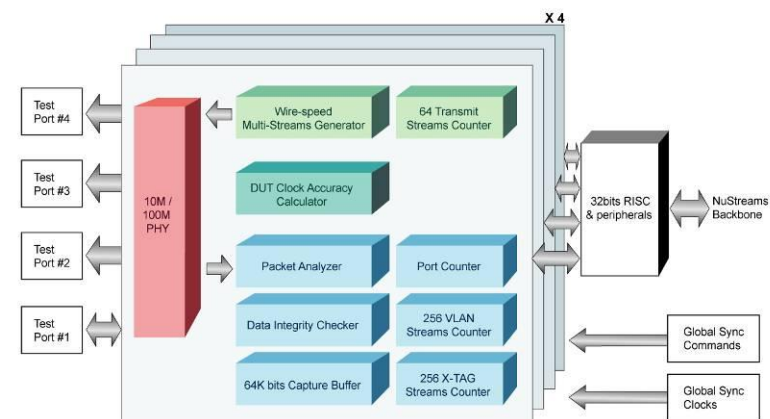 X 4
Test
Port #4
Test
Port #3
Test
Port #2
Test
Port #1
10M /
100M
PHY
Wire-speed
Multi-Streams Generator
64 Transmit
Streams Counter
DUT Clock Accuracy
Calculator
Packet Analyzer
Port Counter
Data Integrity Checker
256 VLAN
Streams Counter
64K bits Capture Buffer
256 X-TAG
Streams Counter
32bits RISC
& peripherals
NuStreams
Backbone
Global Sync
Commands
Global Sync
Clocks